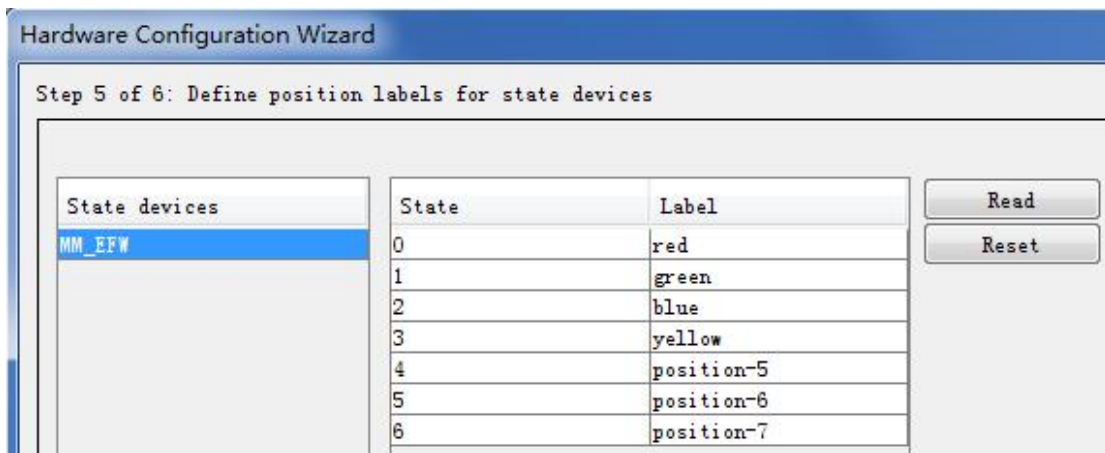 Hardware Configuration Wizard
Step 5 of 6: Define position labels for state devices
State devices State Label Read
MM_EFW 0 red Reset
1 green
2 blue
3 yellow
4 position-5
5 position-6
6 position-7